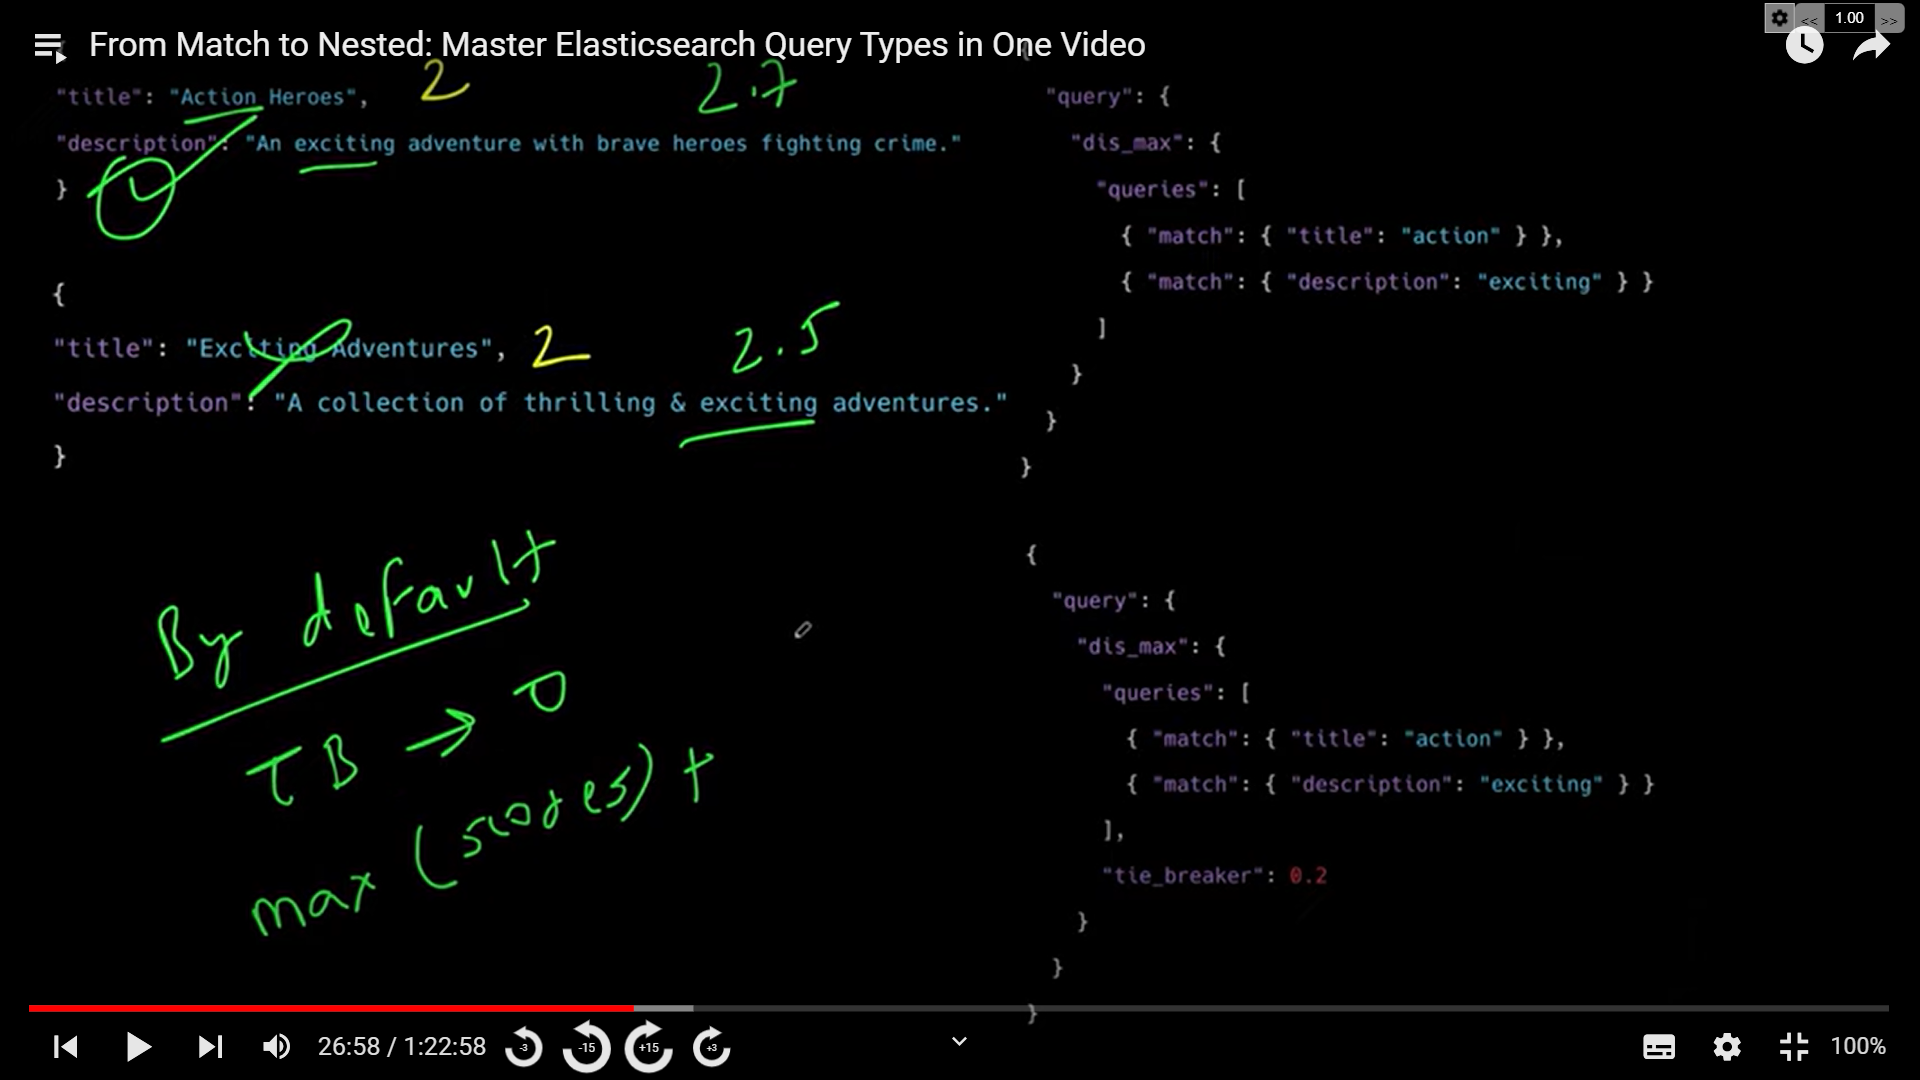 From Match to Nested: Master Elasticsearch Query Types in One Video
<< 1.00 >>
"title": "Action Heroes", 2 2.7
"description": "An exciting adventure with brave heroes fighting crime."
}
{
"title": "Exciting Adventures", 2 2.5
"description": "A collection of thrilling & exciting adventures."
}
By default
TB → 0
max (scores) +
{
"query": {
"dis_max": {
"queries": [
{ "match": { "title": "action" } },
{ "match": { "description": "exciting" } }
]
}
}
}
{
"query": {
"dis_max": {
"queries": [
{ "match": { "title": "action" } },
{ "match": { "description": "exciting" } }
],
"tie_breaker": 0.2
}
}
}
26:58 / 1:22:58 -3 -15 +15 +3 100%